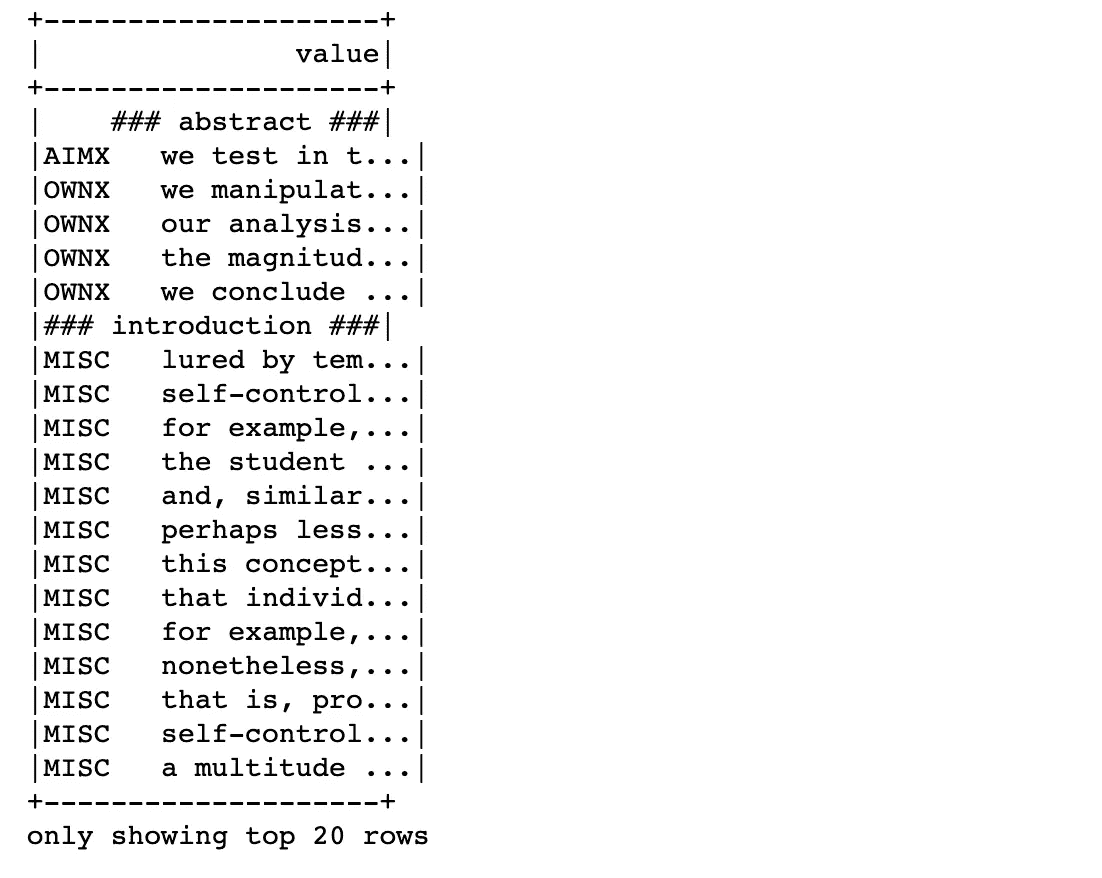 +--------------------+
|               value|
+--------------------+
|    ### abstract ###|
|AIMX   we test in t...|
|OWNX   we manipulat...|
|OWNX   our analysis...|
|OWNX   the magnitud...|
|OWNX   we conclude ...|
|### introduction ###|
|MISC   lured by tem...|
|MISC   self-control...|
|MISC   for example,...|
|MISC   the student ...|
|MISC   and, similar...|
|MISC   perhaps less...|
|MISC   this concept...|
|MISC   that individ...|
|MISC   for example,...|
|MISC   nonetheless,...|
|MISC   that is, pro...|
|MISC   self-control...|
|MISC   a multitude ...|
+--------------------+
only showing top 20 rows